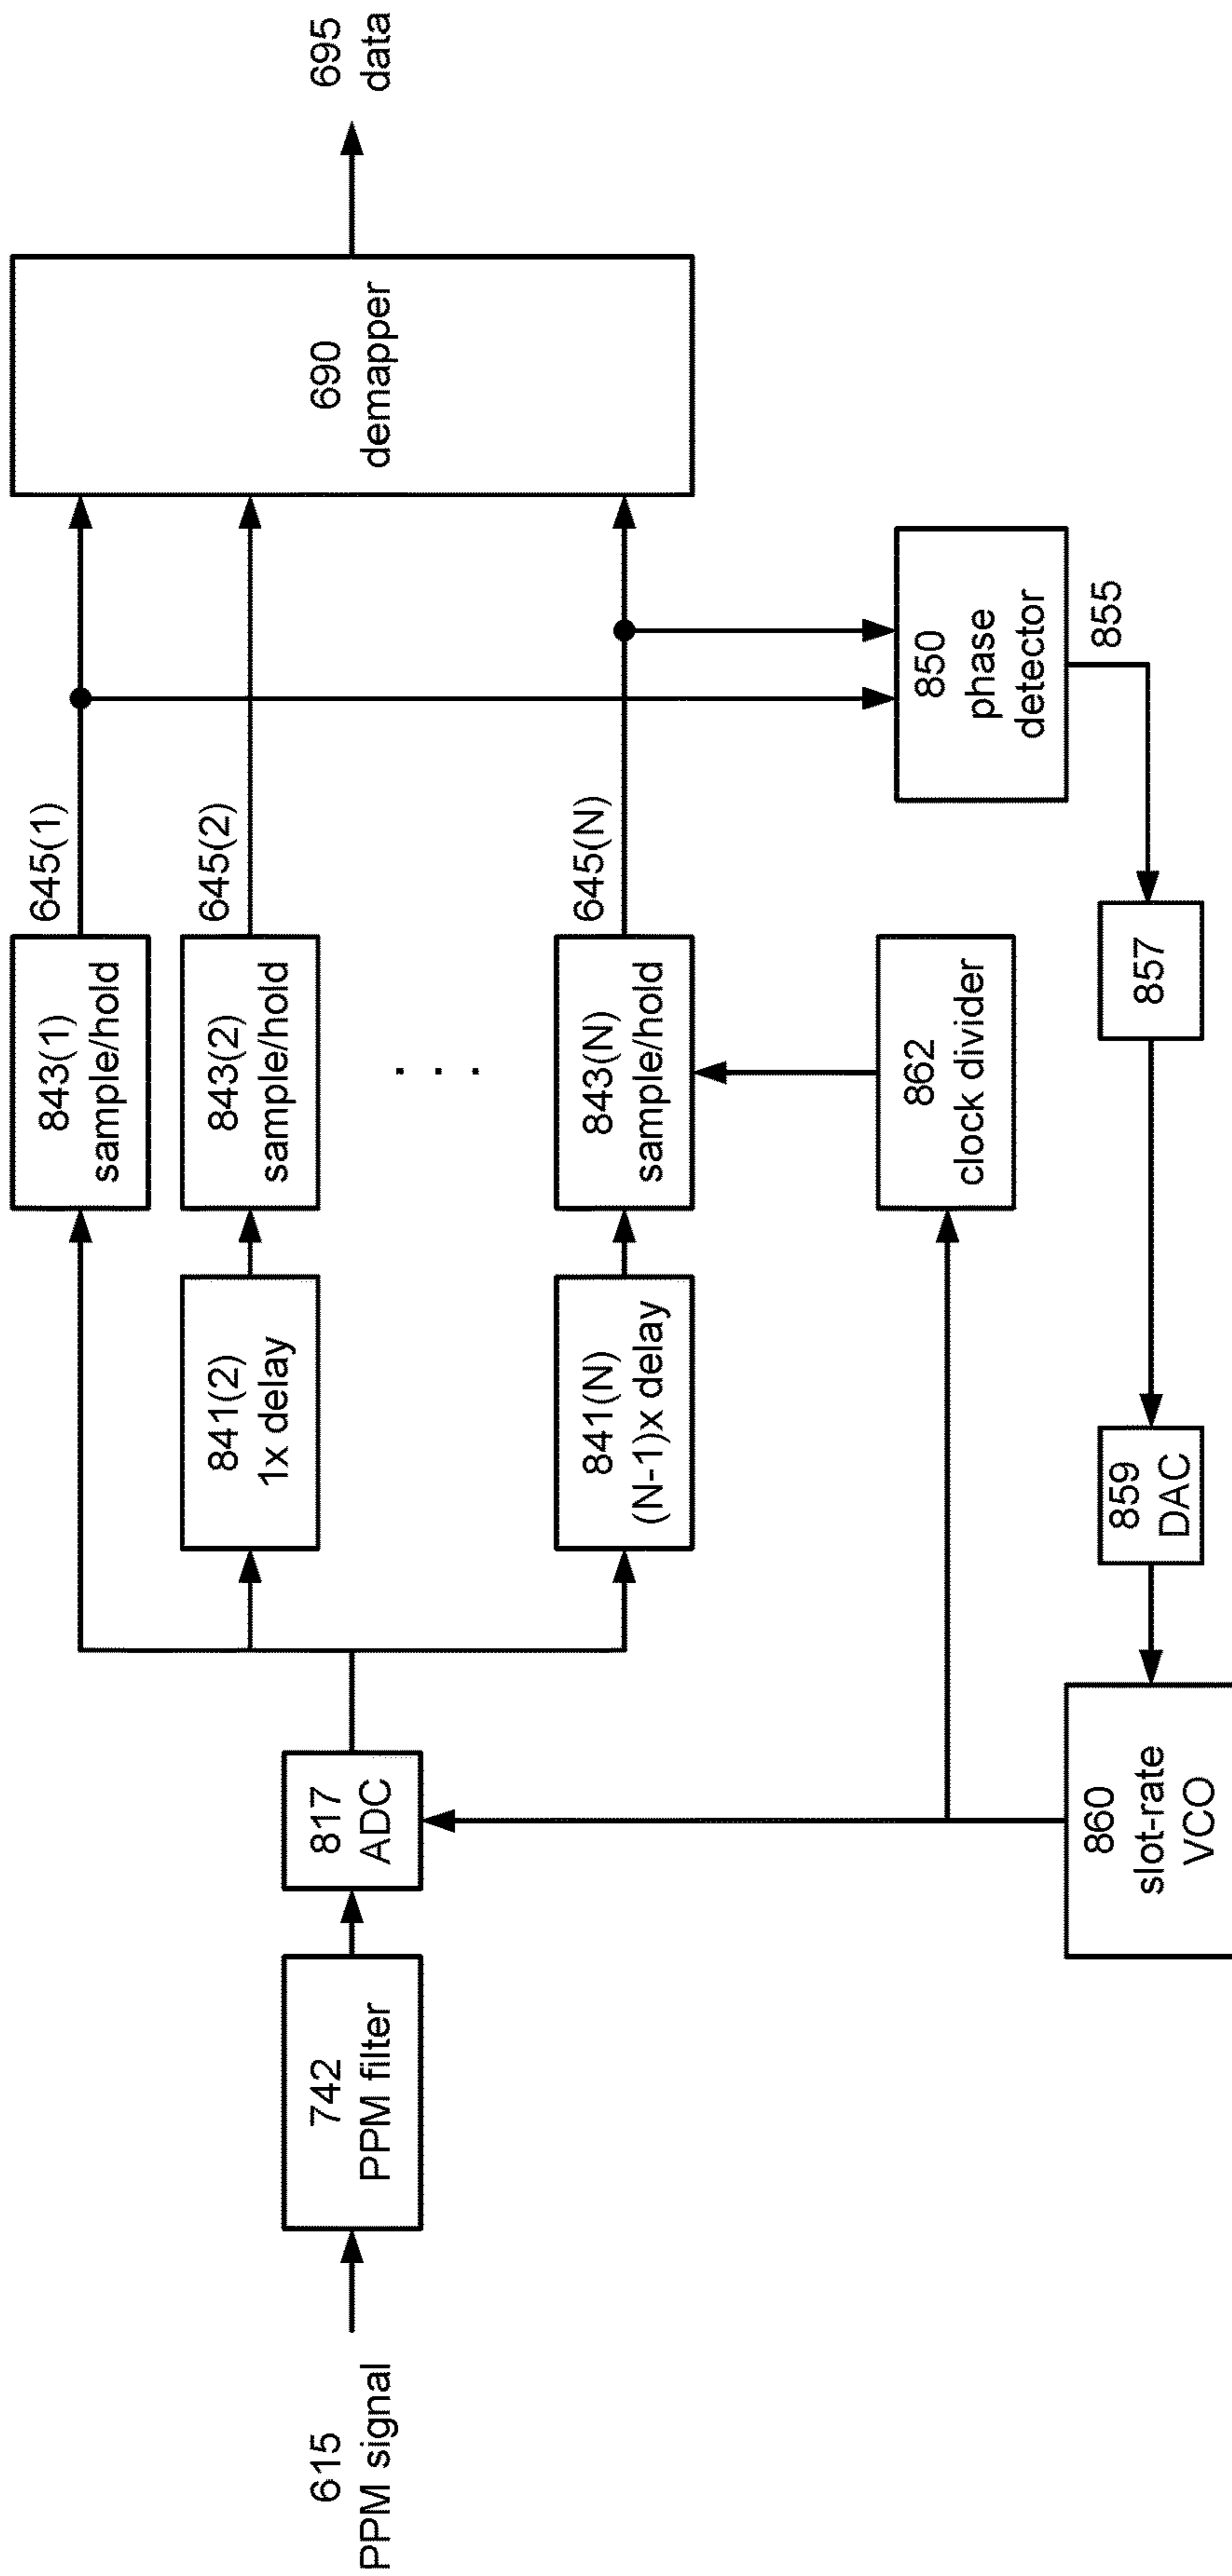 615
PPM signal
742
PPM filter
817
ADC
841(2)
1x delay
841(N)
(N-1)x delay
843(1)
sample/hold
843(2)
sample/hold
. . .
843(N)
sample/hold
645(1)
645(2)
645(N)
690
demapper
695
data
850
phase
detector
855
857
859
DAC
860
slot-rate
VCO
862
clock divider